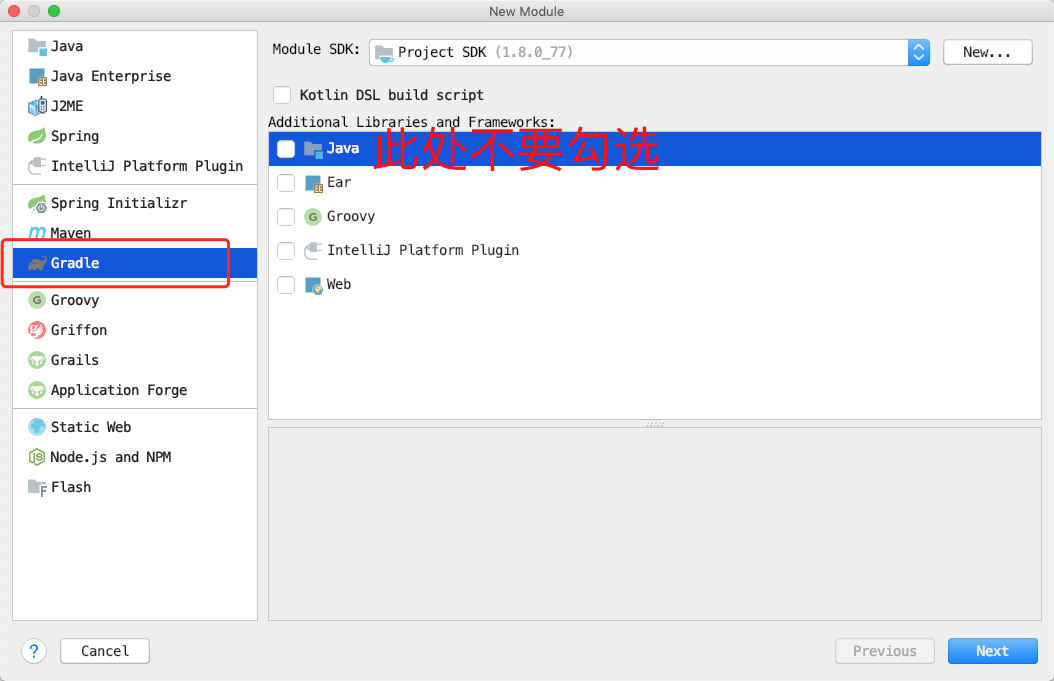 New Module
Java
Java Enterprise
J2ME
Spring
IntelliJ Platform Plugin
Spring Initializr
Maven
Gradle
Groovy
Griffon
Grails
Application Forge
Static Web
Node.js and NPM
Flash
Module SDK: Project SDK (1.8.0_77) New...
Kotlin DSL build script
Additional Libraries and Frameworks:
Java 此处不要勾选
Ear
Groovy
IntelliJ Platform Plugin
Web
? Cancel Previous Next